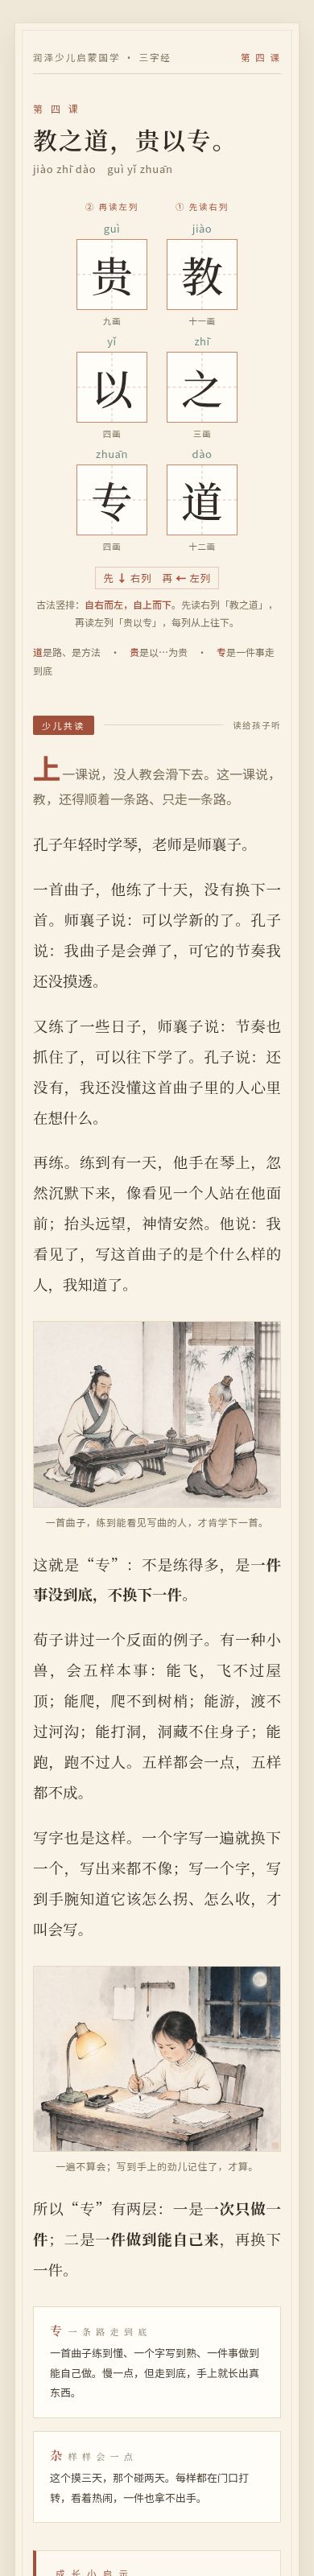 润泽少儿启蒙国学 · 三字经
第四课
第四课
教之道，贵以专。
jiào zhī dào　guì yǐ zhuān
② 再读左列
① 先读右列
guì
jiào
贵
教
九画
十一画
yǐ
zhī
以
之
四画
三画
zhuān
dào
专
道
四画
十二画
先 ↓ 右列　再 ← 左列
古法竖排：自右而左，自上而下。先读右列「教之道」，
再读左列「贵以专」，每列从上往下。
道是路、是方法　·　贵是以…为贵　·　专是一件事走
到底
少儿共读
读给孩子听
上一课说，没人教会滑下去。这一课说，
教，还得顺着一条路、只走一条路。
孔子年轻时学琴，老师是师襄子。
一首曲子，他练了十天，没有换下一
首。师襄子说：可以学新的了。孔子
说：我曲子是会弹了，可它的节奏我
还没摸透。
又练了一些日子，师襄子说：节奏也
抓住了，可以往下学了。孔子说：还
没有，我还没懂这首曲子里的人心里
在想什么。
再练。练到有一天，他手在琴上，忽
然沉默下来，像看见一个人站在他面
前；抬头远望，神情安然。他说：我
看见了，写这首曲子的是个什么样的
人，我知道了。
一首曲子，练到能看见写曲的人，才肯学下一首。
这就是“专”：不是练得多，是一件
事没到底，不换下一件。
荀子讲过一个反面的例子。有一种小
兽，会五样本事：能飞，飞不过屋
顶；能爬，爬不到树梢；能游，渡不
过河沟；能打洞，洞藏不住身子；能
跑，跑不过人。五样都会一点，五样
都不成。
写字也是这样。一个字写一遍就换下
一个，写出来都不像；写一个字，写
到手腕知道它该怎么拐、怎么收，才
叫会写。
一遍不算会；写到手上的劲儿记住了，才算。
所以“专”有两层：一是一次只做一
件；二是一件做到能自己来，再换下
一件。
专 一条路走到底
一首曲子练到懂、一个字写到熟、一件事做到
能自己做。慢一点，但走到底，手上就长出真
东西。
杂 样样会一点
这个摸三天，那个碰两天。每样都在门口打
转，看着热闹，一件也拿不出手。
成长小启示